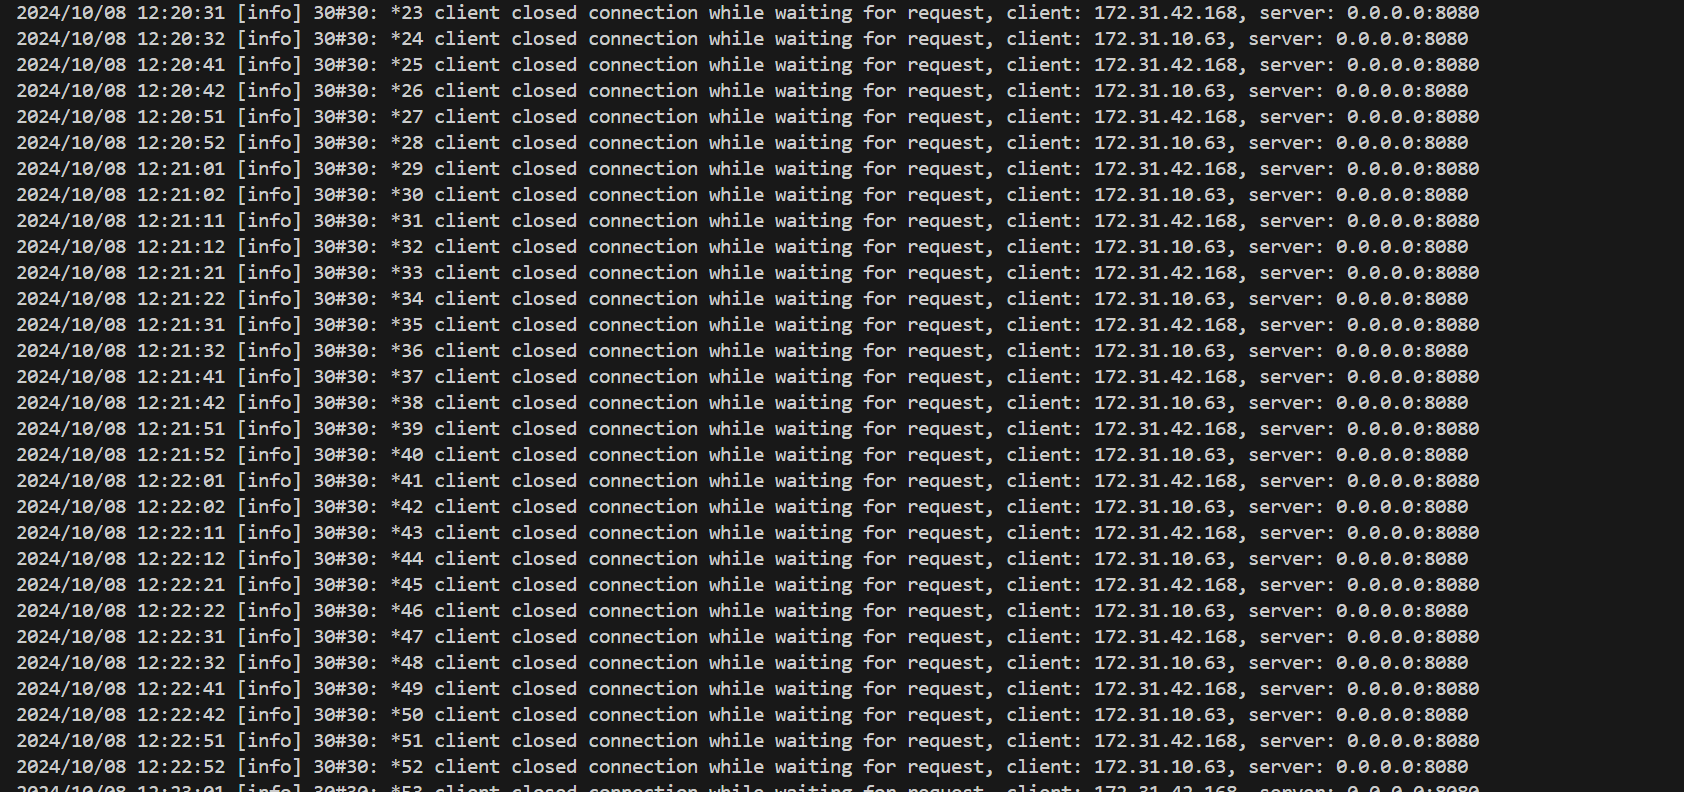 2024/10/08 12:20:31 [info] 30#30: *23 client closed connection while waiting for request, client: 172.31.42.168, server: 0.0.0.0:8080
2024/10/08 12:20:32 [info] 30#30: *24 client closed connection while waiting for request, client: 172.31.10.63, server: 0.0.0.0:8080
2024/10/08 12:20:41 [info] 30#30: *25 client closed connection while waiting for request, client: 172.31.42.168, server: 0.0.0.0:8080
2024/10/08 12:20:42 [info] 30#30: *26 client closed connection while waiting for request, client: 172.31.10.63, server: 0.0.0.0:8080
2024/10/08 12:20:51 [info] 30#30: *27 client closed connection while waiting for request, client: 172.31.42.168, server: 0.0.0.0:8080
2024/10/08 12:20:52 [info] 30#30: *28 client closed connection while waiting for request, client: 172.31.10.63, server: 0.0.0.0:8080
2024/10/08 12:21:01 [info] 30#30: *29 client closed connection while waiting for request, client: 172.31.42.168, server: 0.0.0.0:8080
2024/10/08 12:21:02 [info] 30#30: *30 client closed connection while waiting for request, client: 172.31.10.63, server: 0.0.0.0:8080
2024/10/08 12:21:11 [info] 30#30: *31 client closed connection while waiting for request, client: 172.31.42.168, server: 0.0.0.0:8080
2024/10/08 12:21:12 [info] 30#30: *32 client closed connection while waiting for request, client: 172.31.10.63, server: 0.0.0.0:8080
2024/10/08 12:21:21 [info] 30#30: *33 client closed connection while waiting for request, client: 172.31.42.168, server: 0.0.0.0:8080
2024/10/08 12:21:22 [info] 30#30: *34 client closed connection while waiting for request, client: 172.31.10.63, server: 0.0.0.0:8080
2024/10/08 12:21:31 [info] 30#30: *35 client closed connection while waiting for request, client: 172.31.42.168, server: 0.0.0.0:8080
2024/10/08 12:21:32 [info] 30#30: *36 client closed connection while waiting for request, client: 172.31.10.63, server: 0.0.0.0:8080
2024/10/08 12:21:41 [info] 30#30: *37 client closed connection while waiting for request, client: 172.31.42.168, server: 0.0.0.0:8080
2024/10/08 12:21:42 [info] 30#30: *38 client closed connection while waiting for request, client: 172.31.10.63, server: 0.0.0.0:8080
2024/10/08 12:21:51 [info] 30#30: *39 client closed connection while waiting for request, client: 172.31.42.168, server: 0.0.0.0:8080
2024/10/08 12:21:52 [info] 30#30: *40 client closed connection while waiting for request, client: 172.31.10.63, server: 0.0.0.0:8080
2024/10/08 12:22:01 [info] 30#30: *41 client closed connection while waiting for request, client: 172.31.42.168, server: 0.0.0.0:8080
2024/10/08 12:22:02 [info] 30#30: *42 client closed connection while waiting for request, client: 172.31.10.63, server: 0.0.0.0:8080
2024/10/08 12:22:11 [info] 30#30: *43 client closed connection while waiting for request, client: 172.31.42.168, server: 0.0.0.0:8080
2024/10/08 12:22:12 [info] 30#30: *44 client closed connection while waiting for request, client: 172.31.10.63, server: 0.0.0.0:8080
2024/10/08 12:22:21 [info] 30#30: *45 client closed connection while waiting for request, client: 172.31.42.168, server: 0.0.0.0:8080
2024/10/08 12:22:22 [info] 30#30: *46 client closed connection while waiting for request, client: 172.31.10.63, server: 0.0.0.0:8080
2024/10/08 12:22:31 [info] 30#30: *47 client closed connection while waiting for request, client: 172.31.42.168, server: 0.0.0.0:8080
2024/10/08 12:22:32 [info] 30#30: *48 client closed connection while waiting for request, client: 172.31.10.63, server: 0.0.0.0:8080
2024/10/08 12:22:41 [info] 30#30: *49 client closed connection while waiting for request, client: 172.31.42.168, server: 0.0.0.0:8080
2024/10/08 12:22:42 [info] 30#30: *50 client closed connection while waiting for request, client: 172.31.10.63, server: 0.0.0.0:8080
2024/10/08 12:22:51 [info] 30#30: *51 client closed connection while waiting for request, client: 172.31.42.168, server: 0.0.0.0:8080
2024/10/08 12:22:52 [info] 30#30: *52 client closed connection while waiting for request, client: 172.31.10.63, server: 0.0.0.0:8080
2024/10/08 12:23:01 [info] 30#30: *53 client closed connection while waiting for request, client: 172.31.42.168, server: 0.0.0.0:8080